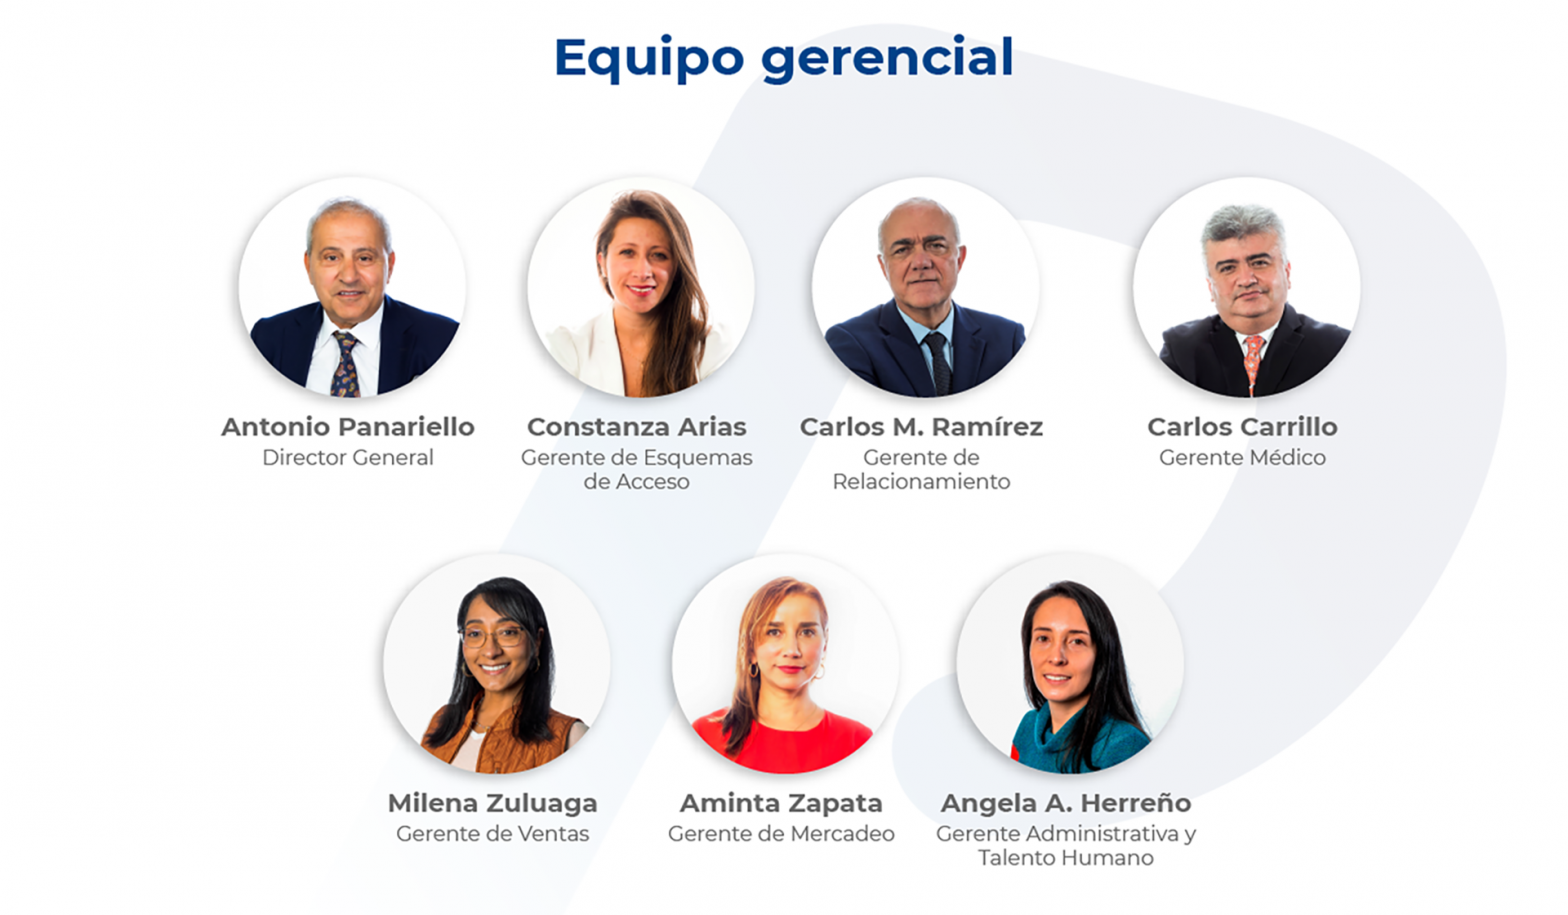 Equipo gerencial
Antonio Panariello
Director General
Constanza Arias
Gerente de Esquemas
de Acceso
Carlos M. Ramírez
Gerente de
Relacionamiento
Carlos Carrillo
Gerente Médico
Milena Zuluaga
Gerente de Ventas
Aminta Zapata
Gerente de Mercadeo
Angela A. Herreño
Gerente Administrativa y
Talento Humano